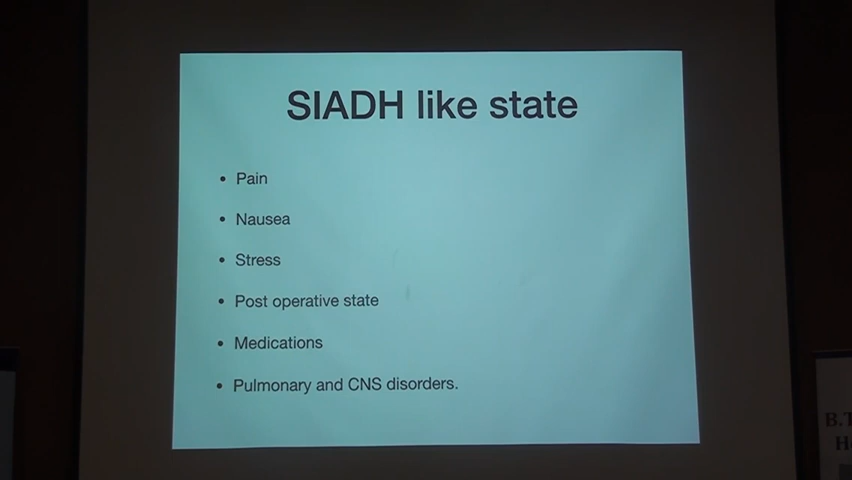 SIADH like state
• Pain
• Nausea
• Stress
• Post operative state
• Medications
• Pulmonary and CNS disorders.